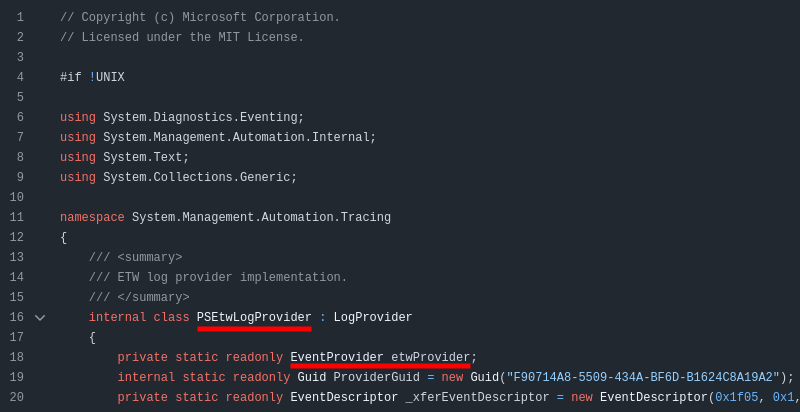 1 // Copyright (c) Microsoft Corporation.
2 // Licensed under the MIT License.
3
4 #if !UNIX
5
6 using System.Diagnostics.Eventing;
7 using System.Management.Automation.Internal;
8 using System.Text;
9 using System.Collections.Generic;
10
11 namespace System.Management.Automation.Tracing
12 {
13 /// <summary>
14 /// ETW log provider implementation.
15 /// </summary>
16 internal class PSEtwLogProvider : LogProvider
17 {
18 private static readonly EventProvider etwProvider;
19 internal static readonly Guid ProviderGuid = new Guid("F90714A8-5509-434A-BF6D-B1624C8A19A2");
20 private static readonly EventDescriptor _xferEventDescriptor = new EventDescriptor(0x1f05, 0x1,